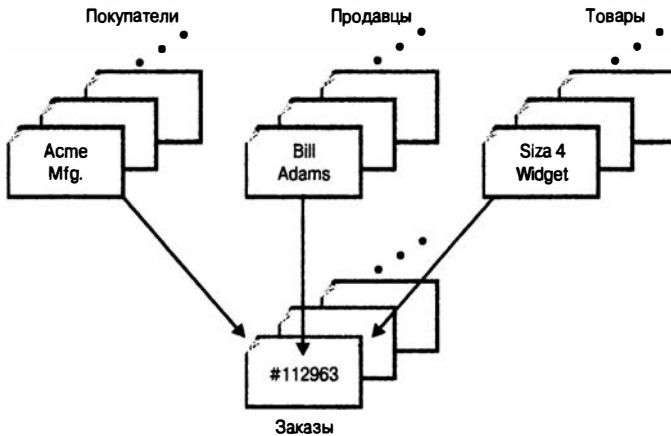 Покупатели
Продавцы
Товары
Acme
Mfg.
Bill
Adams
Siza 4
Widget
#112963
Заказы